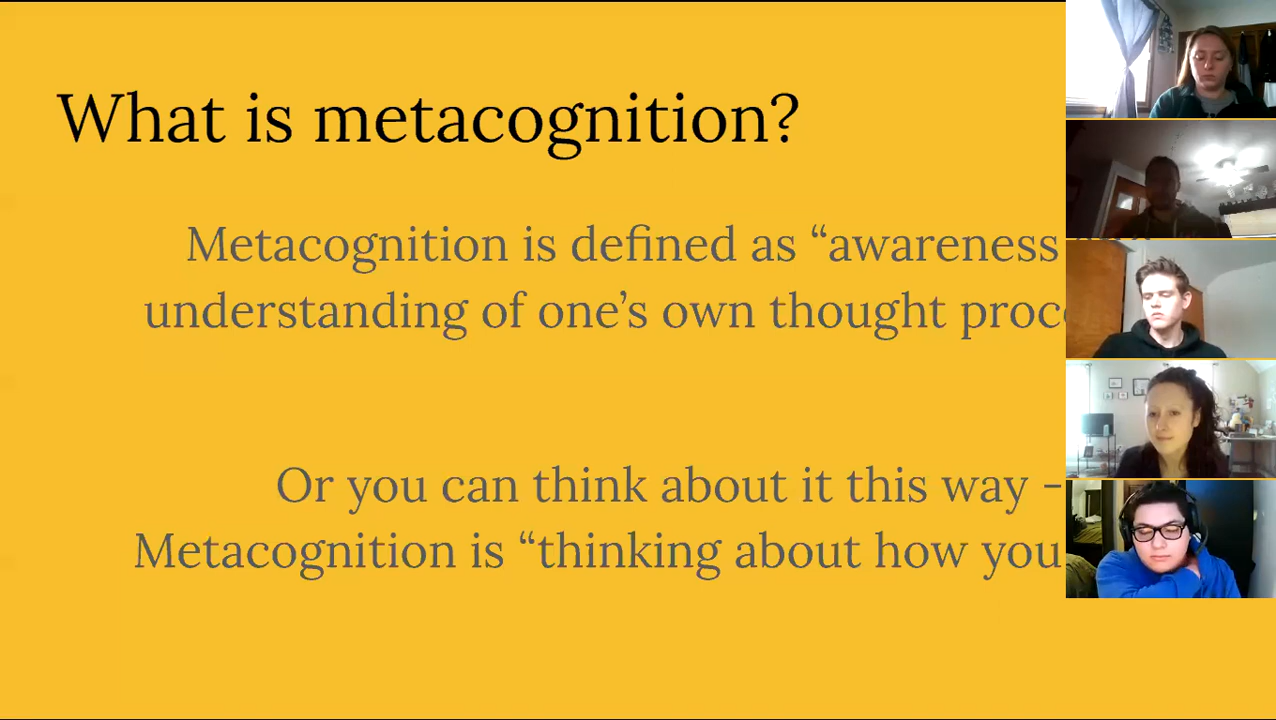 What is metacognition?
Metacognition is defined as “awareness
understanding of one’s own thought
Or you can think about it this way -
Metacognition is “thinking about how you